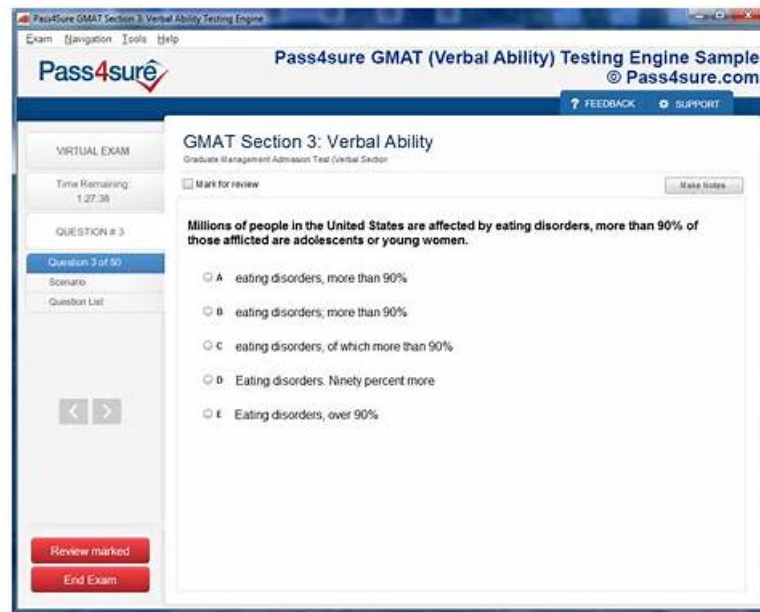 Pass4Sure GMAT Section 3: Verbal Ability Testing Engine
Exam Navigation Tools Help
Pass4surê
Pass4sure GMAT (Verbal Ability) Testing Engine Sample
© Pass4sure.com
? FEEDBACK SUPPORT
VIRTUAL EXAM
Time Remaining:
1:27:38
QUESTION # 3
Question 3 of 50
Scenario
Question List
Review marked
End Exam
GMAT Section 3: Verbal Ability
Graduate Management Admission Test (Verbal Section
Mark for review
Make Notes
Millions of people in the United States are affected by eating disorders, more than 90% of
those afflicted are adolescents or young women.
A eating disorders, more than 90%
B eating disorders; more than 90%
C eating disorders, of which more than 90%
D Eating disorders. Ninety percent more
E Eating disorders, over 90%